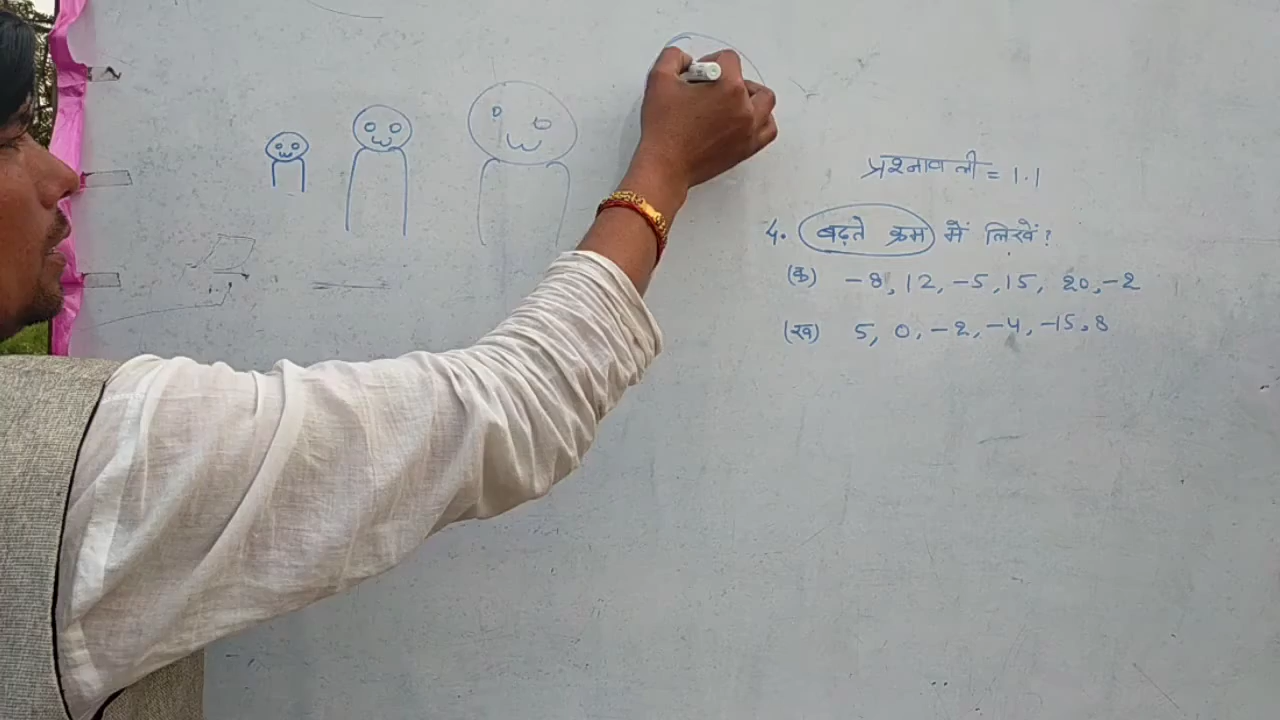 प्रश्नावली = 1.1
4. बढ़ते क्रम में लिखें?
(क) -8, 12, -5, 15, 20, -2
(ख) 5, 0, -2, -4, -15, 8